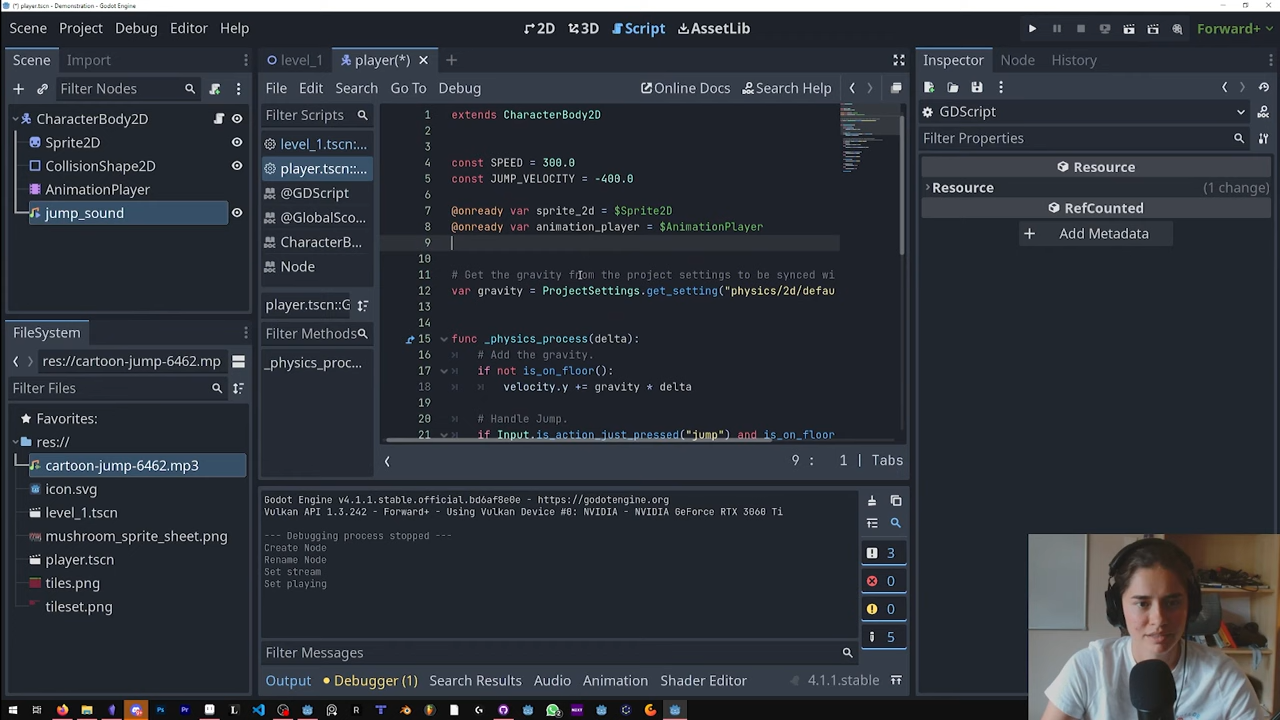 (*) player.tscn - Demonstration - Godot Engine
Scene Project Debug Editor Help
2D 3D Script AssetLib
Forward+
Scene Import
level_1 player(*)
Inspector Node History
Filter Nodes
File Edit Search Go To Debug
Online Docs Search Help
CharacterBody2D
Sprite2D
CollisionShape2D
AnimationPlayer
jump_sound
Filter Scripts
level_1.tscn:...
player.tscn::...
@GDScript
@GlobalSco...
CharacterB...
Node
player.tscn::G
Filter Methods
_physics_proc...
1 extends CharacterBody2D
2
3
4 const SPEED = 300.0
5 const JUMP_VELOCITY = -400.0
6
7 @onready var sprite_2d = $Sprite2D
8 @onready var animation_player = $AnimationPlayer
9
10
11 # Get the gravity from the project settings to be synced wi
12 var gravity = ProjectSettings.get_setting("physics/2d/defau
13
14
15 func _physics_process(delta):
16 # Add the gravity.
17 if not is_on_floor():
18 velocity.y += gravity * delta
19
20 # Handle Jump.
21 if Input.is_action_just_pressed("jump") and is_on_floor
9 : 1 | Tabs
GDScript
Filter Properties
Resource
Resource (1 change)
RefCounted
Add Metadata
FileSystem
res://cartoon-jump-6462.mp
Filter Files
Favorites:
res://
cartoon-jump-6462.mp3
icon.svg
level_1.tscn
mushroom_sprite_sheet.png
player.tscn
tiles.png
tileset.png
Godot Engine v4.1.1.stable.official.bd6af8e0e - https://godotengine.org
Vulkan API 1.3.242 - Forward+ - Using Vulkan Device #0: NVIDIA - NVIDIA GeForce RTX 3060 Ti
--- Debugging process stopped ---
Create Node
Rename Node
Set stream
Set playing
3
0
0
5
Filter Messages
Output Debugger (1) Search Results Audio Animation Shader Editor
4.1.1.stable